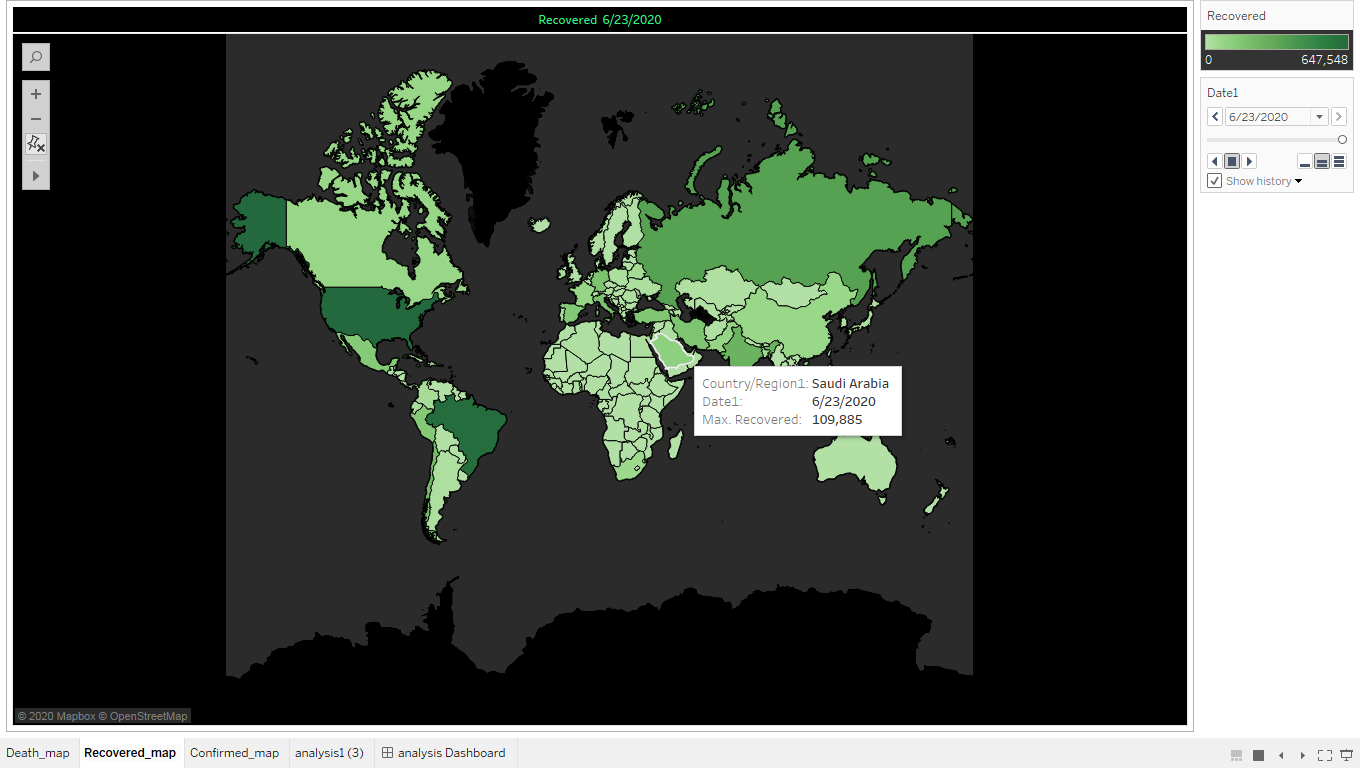 Recovered 6/23/2020
Recovered
0 647,548
Date1
6/23/2020
Show history
Country/Region1: Saudi Arabia
Date1: 6/23/2020
Max. Recovered: 109,885
© 2020 Mapbox © OpenStreetMap
Death_map Recovered_map Confirmed_map analysis1 (3) analysis Dashboard